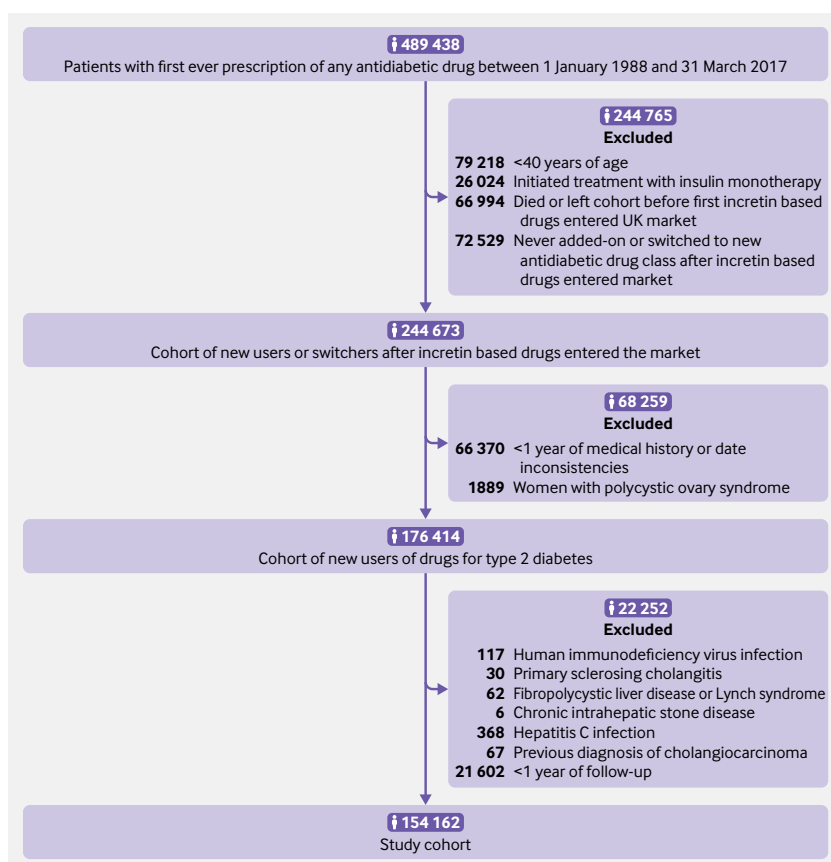 489 438
Patients with first ever prescription of any antidiabetic drug between 1 January 1988 and 31 March 2017
244 765
Excluded
79 218 <40 years of age
26 024 Initiated treatment with insulin monotherapy
66 994 Died or left cohort before first incretin based
drugs entered UK market
72 529 Never added-on or switched to new
antidiabetic drug class after incretin based
drugs entered market
244 673
Cohort of new users or switchers after incretin based drugs entered the market
68 259
Excluded
66 370 <1 year of medical history or date
inconsistencies
1889 Women with polycystic ovary syndrome
176 414
Cohort of new users of drugs for type 2 diabetes
22 252
Excluded
117 Human immunodeficiency virus infection
30 Primary sclerosing cholangitis
62 Fibropolycystic liver disease or Lynch syndrome
6 Chronic intrahepatic stone disease
368 Hepatitis C infection
67 Previous diagnosis of cholangiocarcinoma
21 602 <1 year of follow-up
154 162
Study cohort